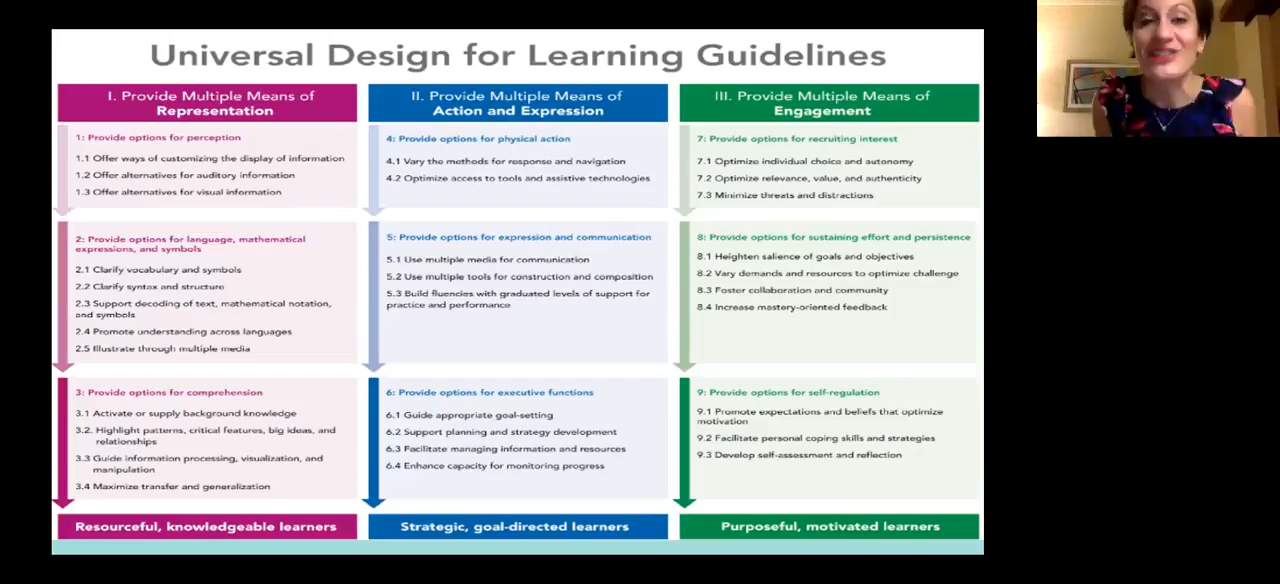 Universal Design for Learning Guidelines
I. Provide Multiple Means of
Representation
1: Provide options for perception
1.1 Offer ways of customizing the display of information
1.2 Offer alternatives for auditory information
1.3 Offer alternatives for visual information
2: Provide options for language, mathematical
expressions, and symbols
2.1 Clarify vocabulary and symbols
2.2 Clarify syntax and structure
2.3 Support decoding of text, mathematical notation,
and symbols
2.4 Promote understanding across languages
2.5 Illustrate through multiple media
3: Provide options for comprehension
3.1 Activate or supply background knowledge
3.2. Highlight patterns, critical features, big ideas, and
relationships
3.3 Guide information processing, visualization, and
manipulation
3.4 Maximize transfer and generalization
Resourceful, knowledgeable learners
II. Provide Multiple Means of
Action and Expression
4: Provide options for physical action
4.1 Vary the methods for response and navigation
4.2 Optimize access to tools and assistive technologies
5: Provide options for expression and communication
5.1 Use multiple media for communication
5.2 Use multiple tools for construction and composition
5.3 Build fluencies with graduated levels of support for
practice and performance
6: Provide options for executive functions
6.1 Guide appropriate goal-setting
6.2 Support planning and strategy development
6.3 Facilitate managing information and resources
6.4 Enhance capacity for monitoring progress
Strategic, goal-directed learners
III. Provide Multiple Means of
Engagement
7: Provide options for recruiting interest
7.1 Optimize individual choice and autonomy
7.2 Optimize relevance, value, and authenticity
7.3 Minimize threats and distractions
8: Provide options for sustaining effort and persistence
8.1 Heighten salience of goals and objectives
8.2 Vary demands and resources to optimize challenge
8.3 Foster collaboration and community
8.4 Increase mastery-oriented feedback
9: Provide options for self-regulation
9.1 Promote expectations and beliefs that optimize
motivation
9.2 Facilitate personal coping skills and strategies
9.3 Develop self-assessment and reflection
Purposeful, motivated learners